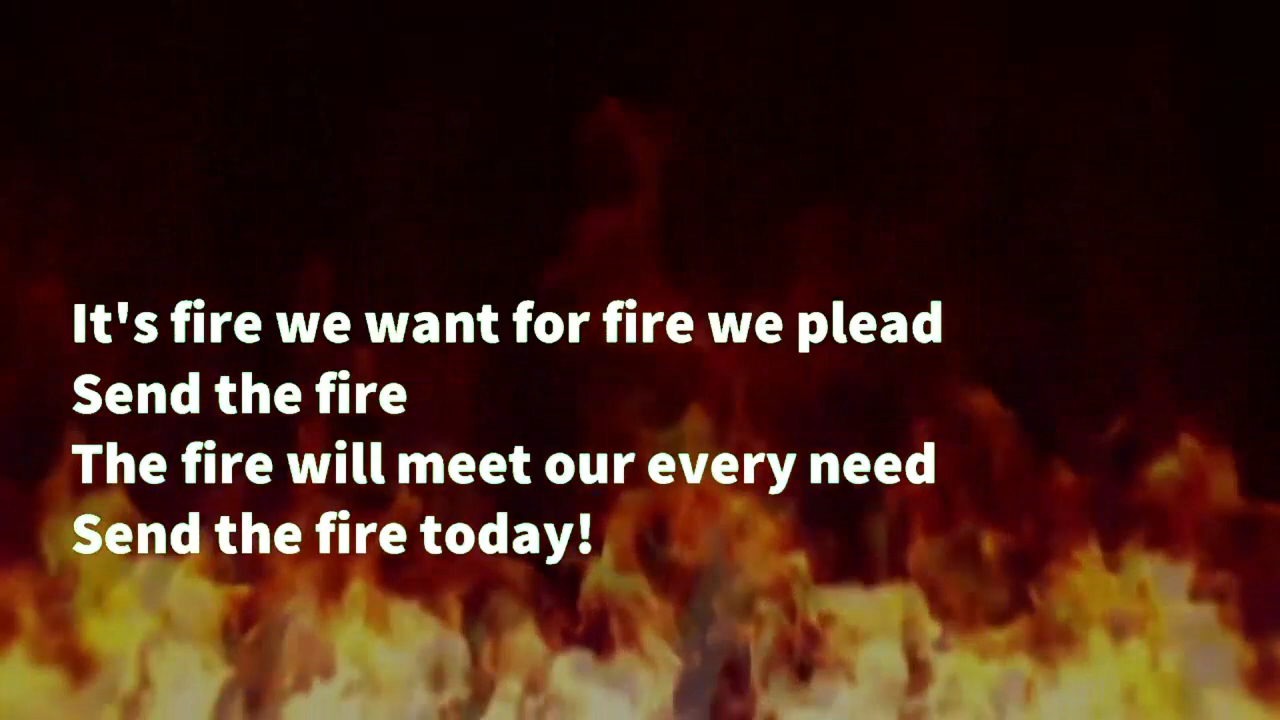 It's fire we want for fire we plead
Send the fire
The fire will meet our every need
Send the fire today!